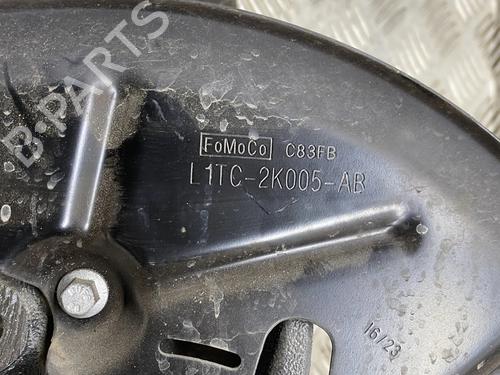 B-PARTS
FoMoCo C83FB
L1TC-2K005-AB
16/23